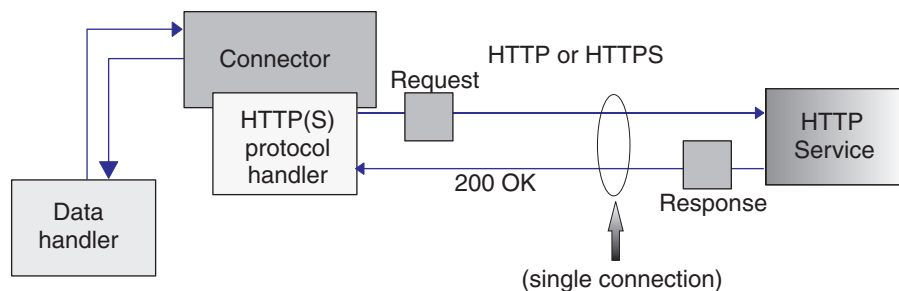 Connector
HTTP or HTTPS
Request
HTTP(S)
protocol
handler
HTTP
Service
200 OK
Response
Data
handler
(single connection)